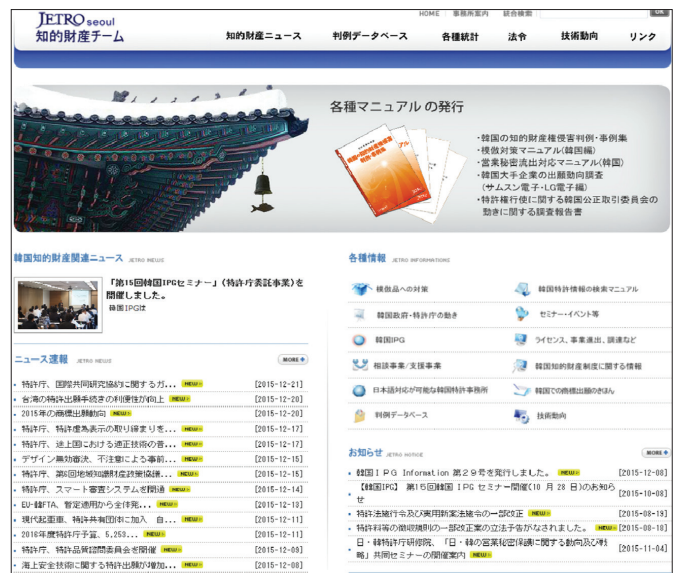 JETRO seoul
知的財産チーム
HOME 事務所案内 統合検索
知的財産ニュース 判例データベース 各種統計 法令 技術動向 リンク
各種マニュアル の発行
・韓国の知的財産権侵害判例・事例集
・模倣対策マニュアル(韓国編)
・営業秘密流出対応マニュアル(韓国)
・韓国大手企業の出願動向調査
(サムスン電子・LG電子編)
・特許権行使に関する韓国公正取引委員会の
動きに関する調査報告書
韓国知的財産関連ニュース JETRO NEWS
「第15回韓国IPGセミナー」(特許庁委託事業)を
開催しました。
韓国IPGは
ニュース速報 JETRO NEWS MORE
特許庁、国際共同研究協約に関するガ... NEW [2015-12-21]
台湾の特許出願手続きの利便性が向上 NEW [2015-12-20]
2015年の商標出願動向 NEW [2015-12-20]
特許庁、特許虚為表示の取り締まりを... NEW [2015-12-17]
特許庁、途上国における適正技術の普... NEW [2015-12-17]
デザイン無効審決、不注意による事前... NEW [2015-12-15]
特許庁、第6回地域知識財産政策協議... NEW [2015-12-15]
特許庁、スマート審査システムを開通 NEW [2015-12-14]
EU-韓FTA、暫定適用から全体発... NEW [2015-12-13]
現代起亜車、特許共有団体に加入 自... NEW [2015-12-11]
2016年度特許庁予算、5,253... NEW [2015-12-11]
特許庁、特許品質諮問委員会を開催 NEW [2015-12-09]
海上安全技術に関する特許出願が増加... NEW [2015-12-08]
各種情報 JETRO INFORMATIONS
模倣品への対策 韓国特許情報の検索マニュアル
韓国政府・特許庁の動き セミナー・イベント等
韓国IPG ライセンス、事業進出、調達など
相談事業/支援事業 韓国知的財産制度に関する情報
日本語対応が可能な韓国特許事務所 韓国での商標出願のきほん
判例データベース 技術動向
お知らせ JETRO NOTICE MORE
韓国IPG Information 第29号を発行しました。 NEW [2015-12-08]
【韓国IPG】 第15回韓国 IPG セミナー開催(10 月 28 日)のお知ら
せ [2015-10-08]
特許法施行令及び実用新案法施令の一部改正 NEW [2015-08-19]
特許料等の徴収規則の一部改正案の立法予告がなされました。 NEW [2015-08-10]
日・韓特許庁研修院、「日・韓の営業秘密保護に関する動向及び戦
略」共同セミナーの開催案内 NEW [2015-11-04]